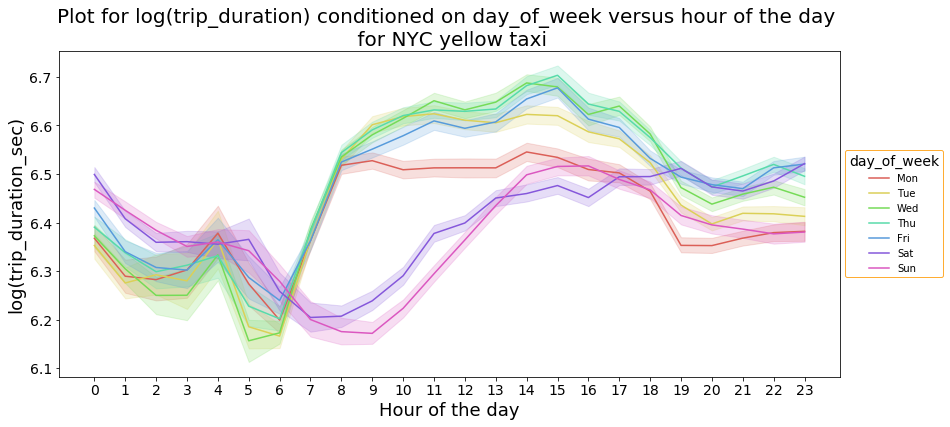 Plot for log(trip_duration) conditioned on day_of_week versus hour of the day
for NYC yellow taxi
log(trip_duration_sec)
6.7
6.6
6.5
6.4
6.3
6.2
6.1
0 1 2 3 4 5 6 7 8 9 10 11 12 13 14 15 16 17 18 19 20 21 22 23
Hour of the day
day_of_week
Mon
Tue
Wed
Thu
Fri
Sat
Sun